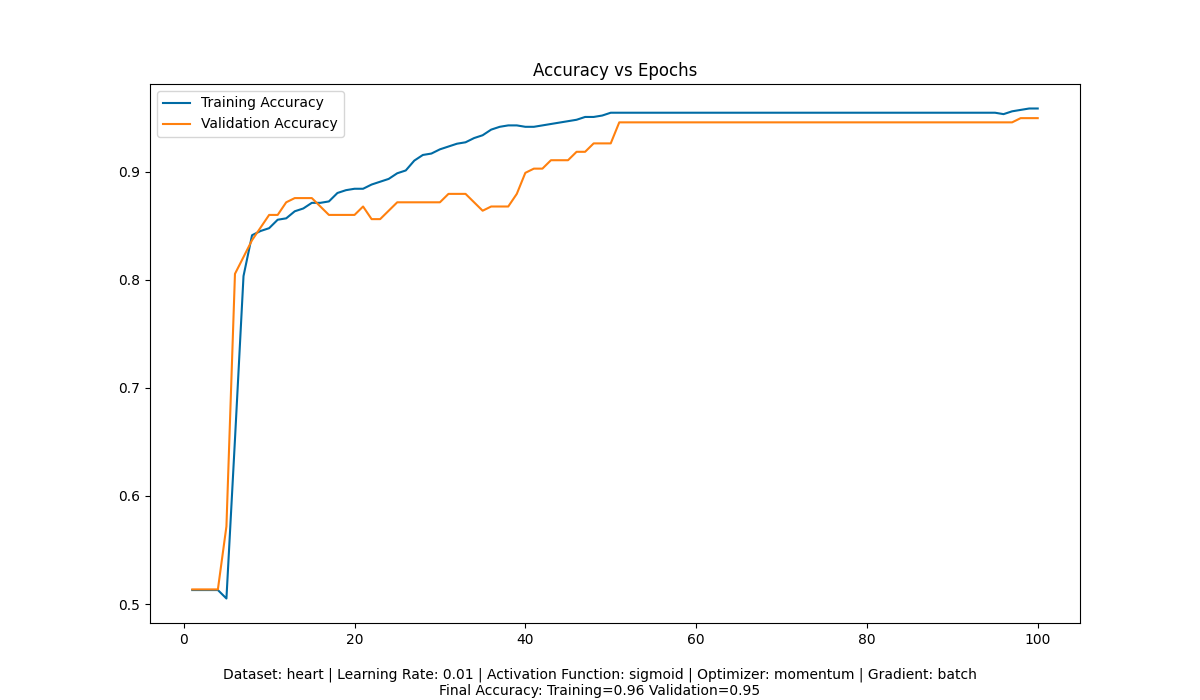 Accuracy vs Epochs
Training Accuracy
Validation Accuracy
0.9
0.8
0.7
0.6
0.5
0 20 40 60 80 100
Dataset: heart | Learning Rate: 0.01 | Activation Function: sigmoid | Optimizer: momentum | Gradient: batch
Final Accuracy: Training=0.96 Validation=0.95